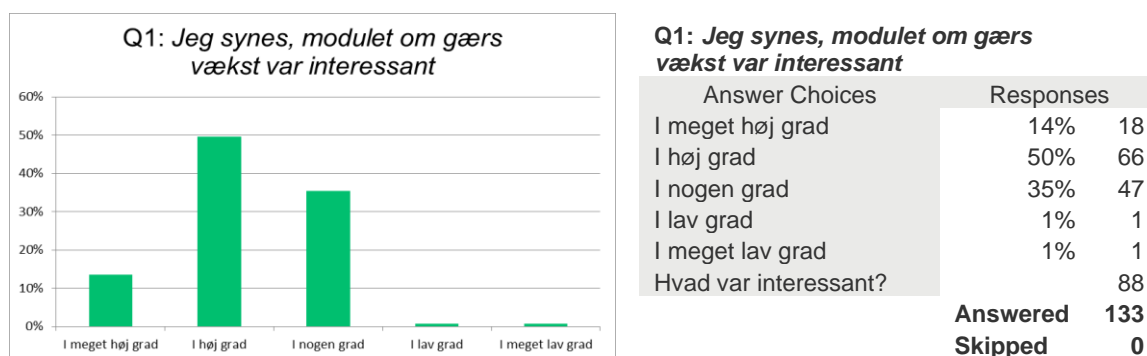 Q1: Jeg synes, modulet om gærs
vækst var interessant
60%
50%
40%
30%
20%
10%
0%
I meget høj grad I høj grad I nogen grad I lav grad I meget lav grad
Q1: Jeg synes, modulet om gærs
vækst var interessant
Answer Choices Responses
I meget høj grad 14% 18
I høj grad 50% 66
I nogen grad 35% 47
I lav grad 1% 1
I meget lav grad 1% 1
Hvad var interessant? 88
Answered 133
Skipped 0